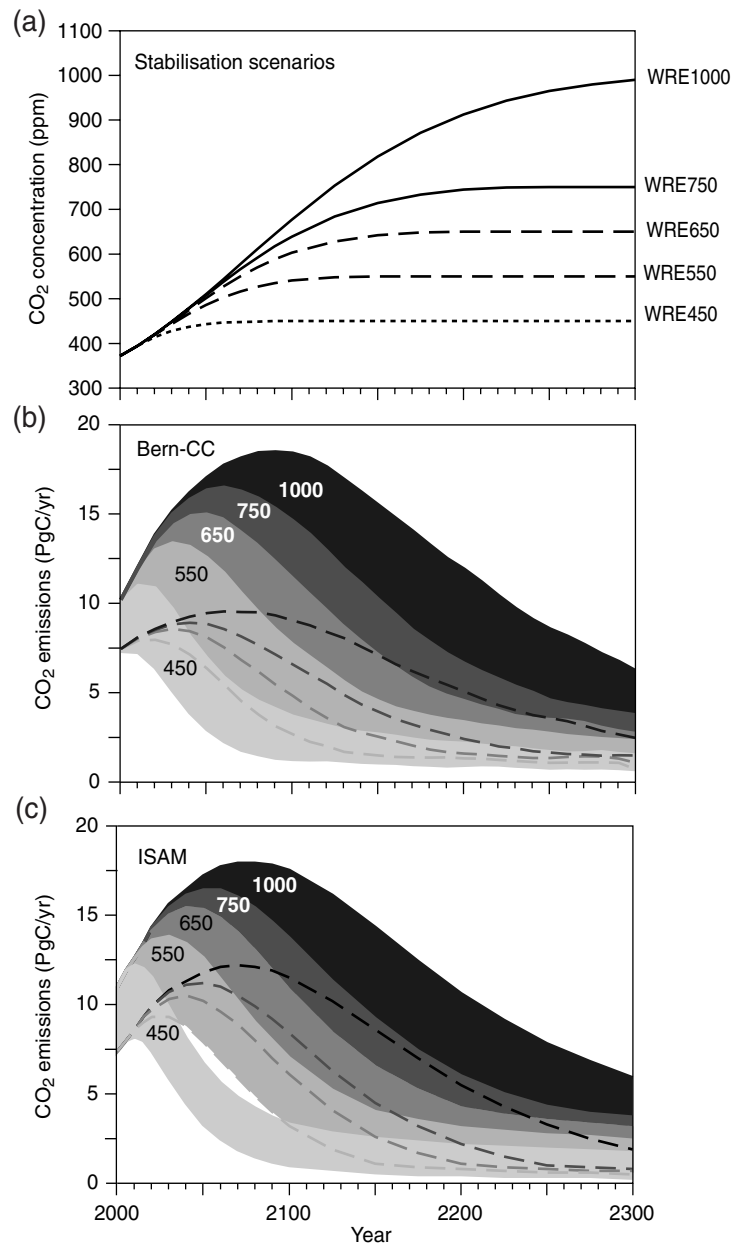 (a)
1100
1000
900
800
700
600
500
400
300
CO2 concentration (ppm)
Stabilisation scenarios
WRE1000
WRE750
WRE650
WRE550
WRE450
(b)
20
15
10
5
0
CO2 emissions (PgC/yr)
Bern-CC
1000
750
650
550
450
(c)
20
15
10
5
0
CO2 emissions (PgC/yr)
ISAM
1000
750
650
550
450
2000
2100
2200
2300
Year